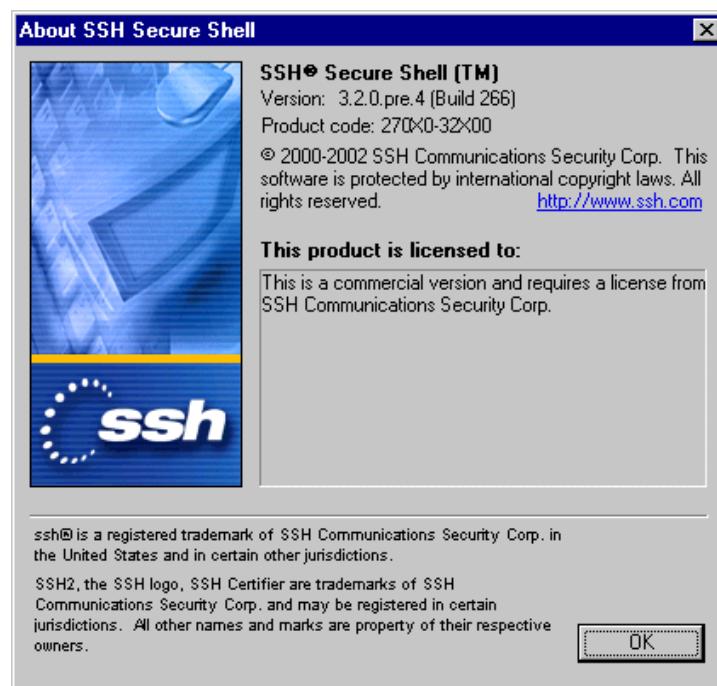 About SSH Secure Shell
SSH® Secure Shell (TM)
Version: 3.2.0.pre.4 (Build 266)
Product code: 270X0-32X00
© 2000-2002 SSH Communications Security Corp. This
software is protected by international copyright laws. All
rights reserved. http://www.ssh.com
This product is licensed to:
This is a commercial version and requires a license from
SSH Communications Security Corp.
ssh
ssh® is a registered trademark of SSH Communications Security Corp. in
the United States and in certain other jurisdictions.
SSH2, the SSH logo, SSH Certifier are trademarks of SSH
Communications Security Corp. and may be registered in certain
jurisdictions. All other names and marks are property of their respective
owners.
OK